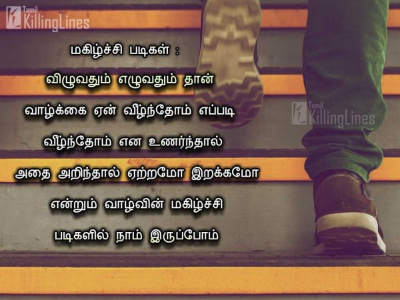 Tamil
KillingLines
மகிழ்ச்சி படிகள் :
விழுவதும் எழுவதும் தான்
வாழ்க்கை ஏன் வீழ்ந்தோம் எப்படி
வீழ்ந்தோம் என உணர்ந்தால்
அதை அறிந்தால் ஏற்றமோ இறக்கமோ
என்றும் வாழ்வின் மகிழ்ச்சி
படிகளில் நாம் இருப்போம்
Tamil
KillingLines